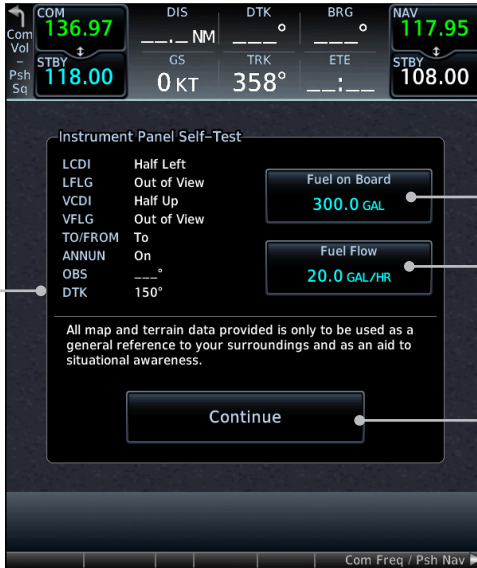 COM
136.97
Com
Vol
–
Psh
Sq
STBY
118.00
DIS
__._ NM
DTK
___°
BRG
___°
NAV
117.95
GS
0 KT
TRK
358°
ETE
__:__
STBY
108.00
Instrument Panel Self–Test
LCDI Half Left
LFLG Out of View
VCDI Half Up
VFLG Out of View
TO/FROM To
ANNUN On
OBS ___°
DTK 150°
Fuel on Board
300.0 GAL
Fuel Flow
20.0 GAL/HR
All map and terrain data provided is only to be used as a
general reference to your surroundings and as an aid to
situational awareness.
Continue
Com Freq / Psh Nav